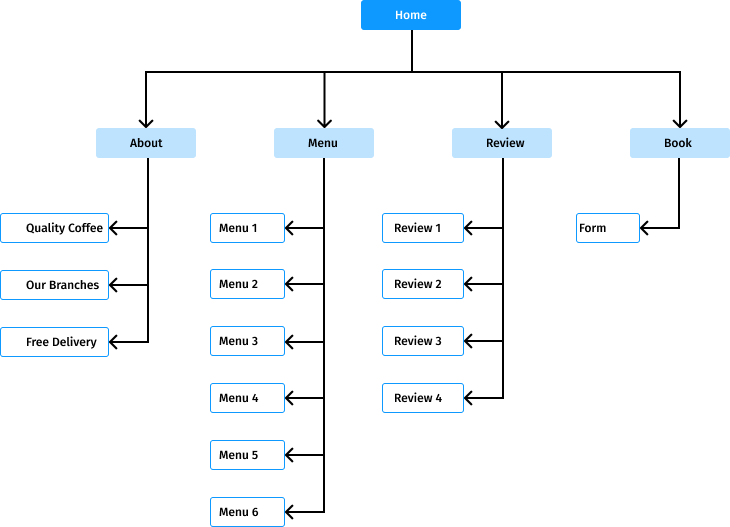 Home
About
Menu
Review
Book
Quality Coffee
Menu 1
Review 1
Form
Our Branches
Menu 2
Review 2
Free Delivery
Menu 3
Review 3
Menu 4
Review 4
Menu 5
Menu 6